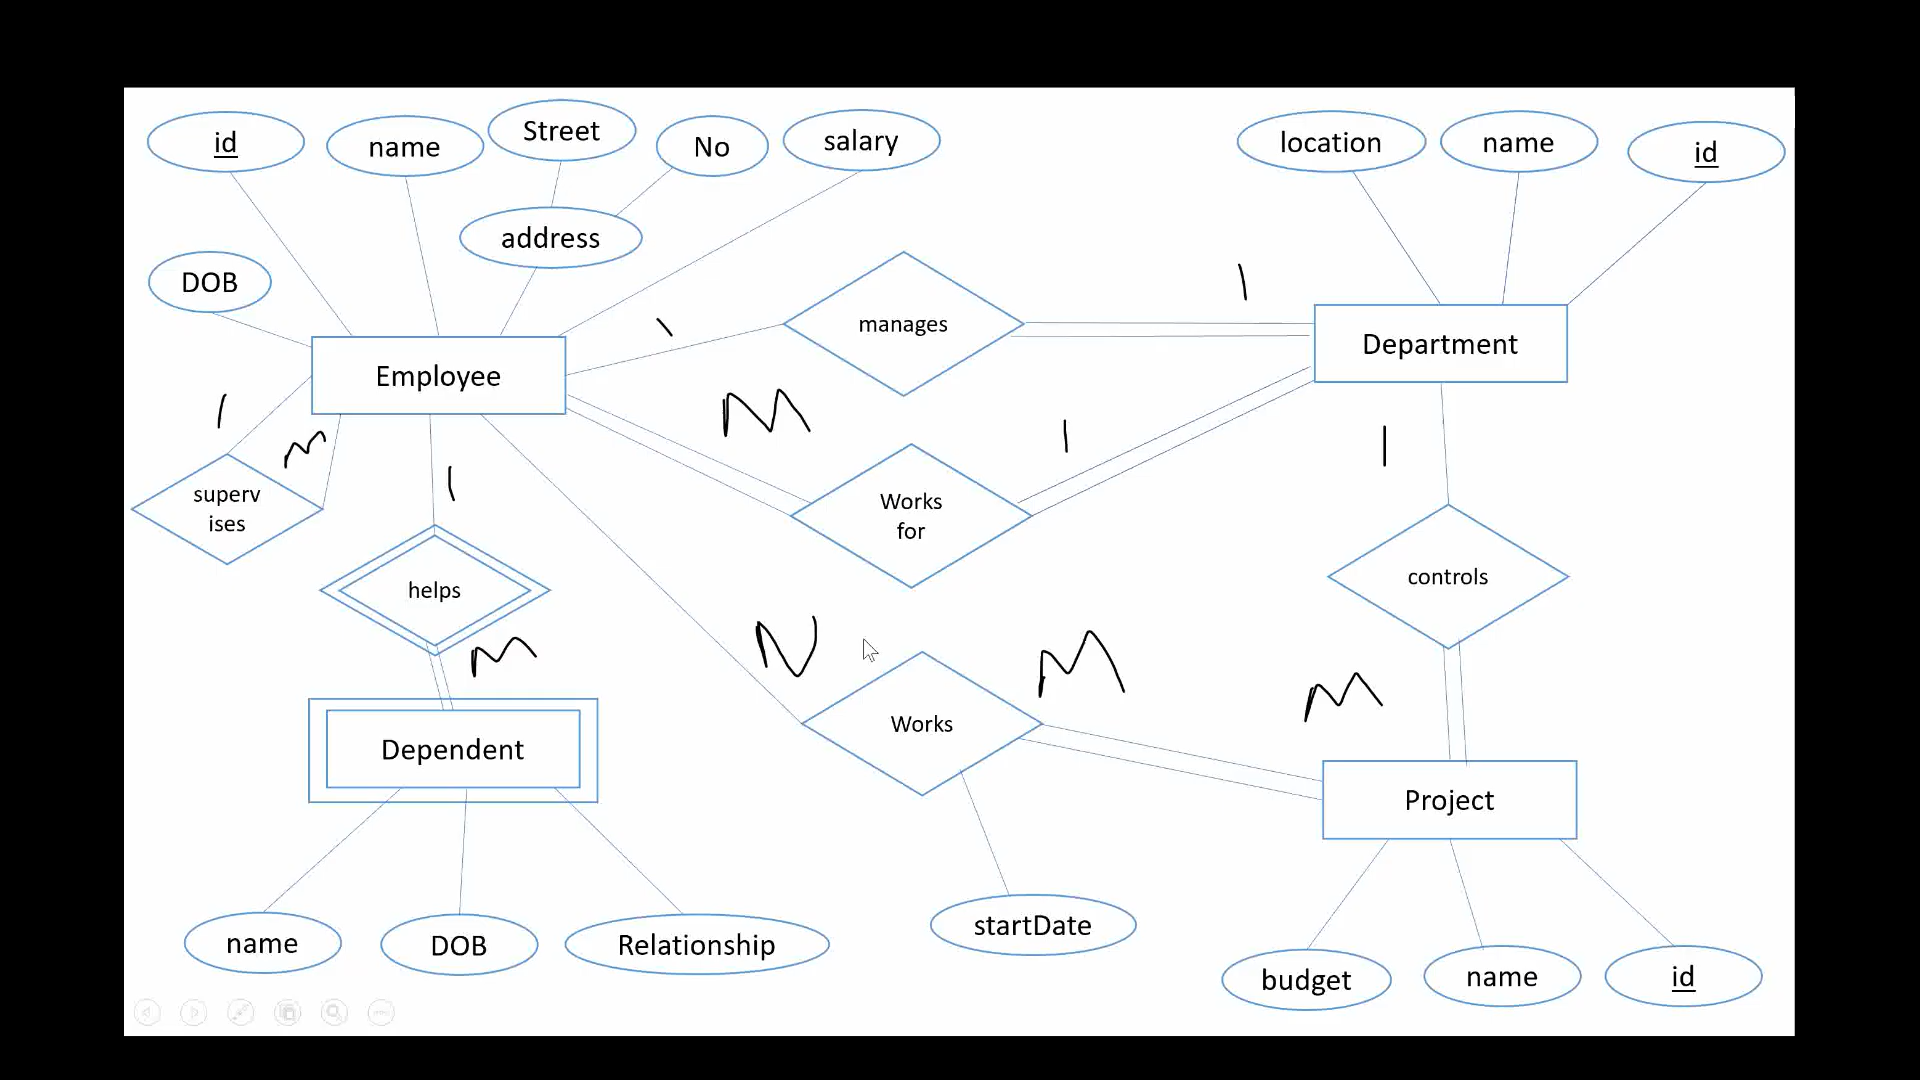 id
name
Street
No
salary
location
name
id
address
DOB
manages
1
1
Employee
Department
1
M
M
1
1
1
superv
ises
Works
for
helps
controls
M
N
M
M
Dependent
Works
Project
name
DOB
Relationship
startDate
budget
name
id